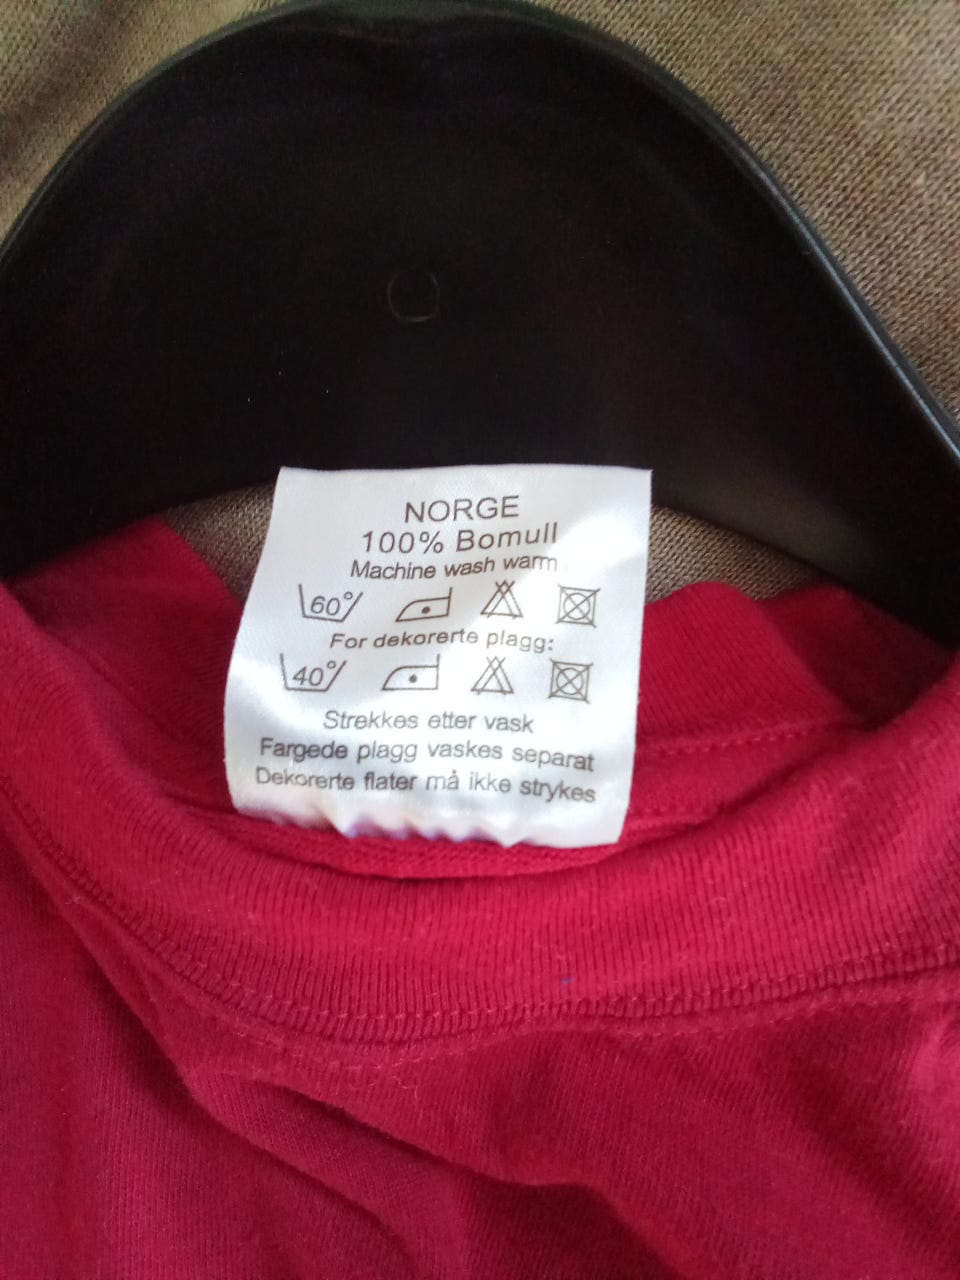 NORGE
100% Bomull
Machine wash warm
60°
For dekorerte plagg:
40°
Strekkes etter vask
Fargede plagg vaskes separat
Dekorerte flater må ikke strykes